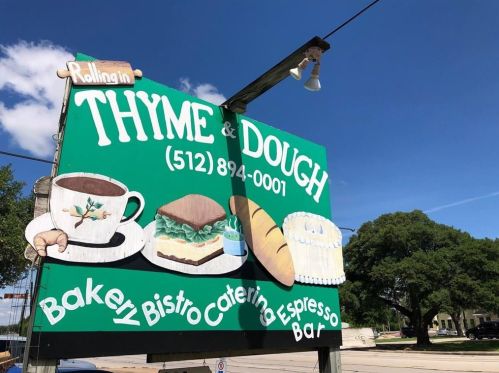 Rolling in
THYME & DOUGH
(512) 894-0001
Bakery Bistro Catering Espresso
Bar